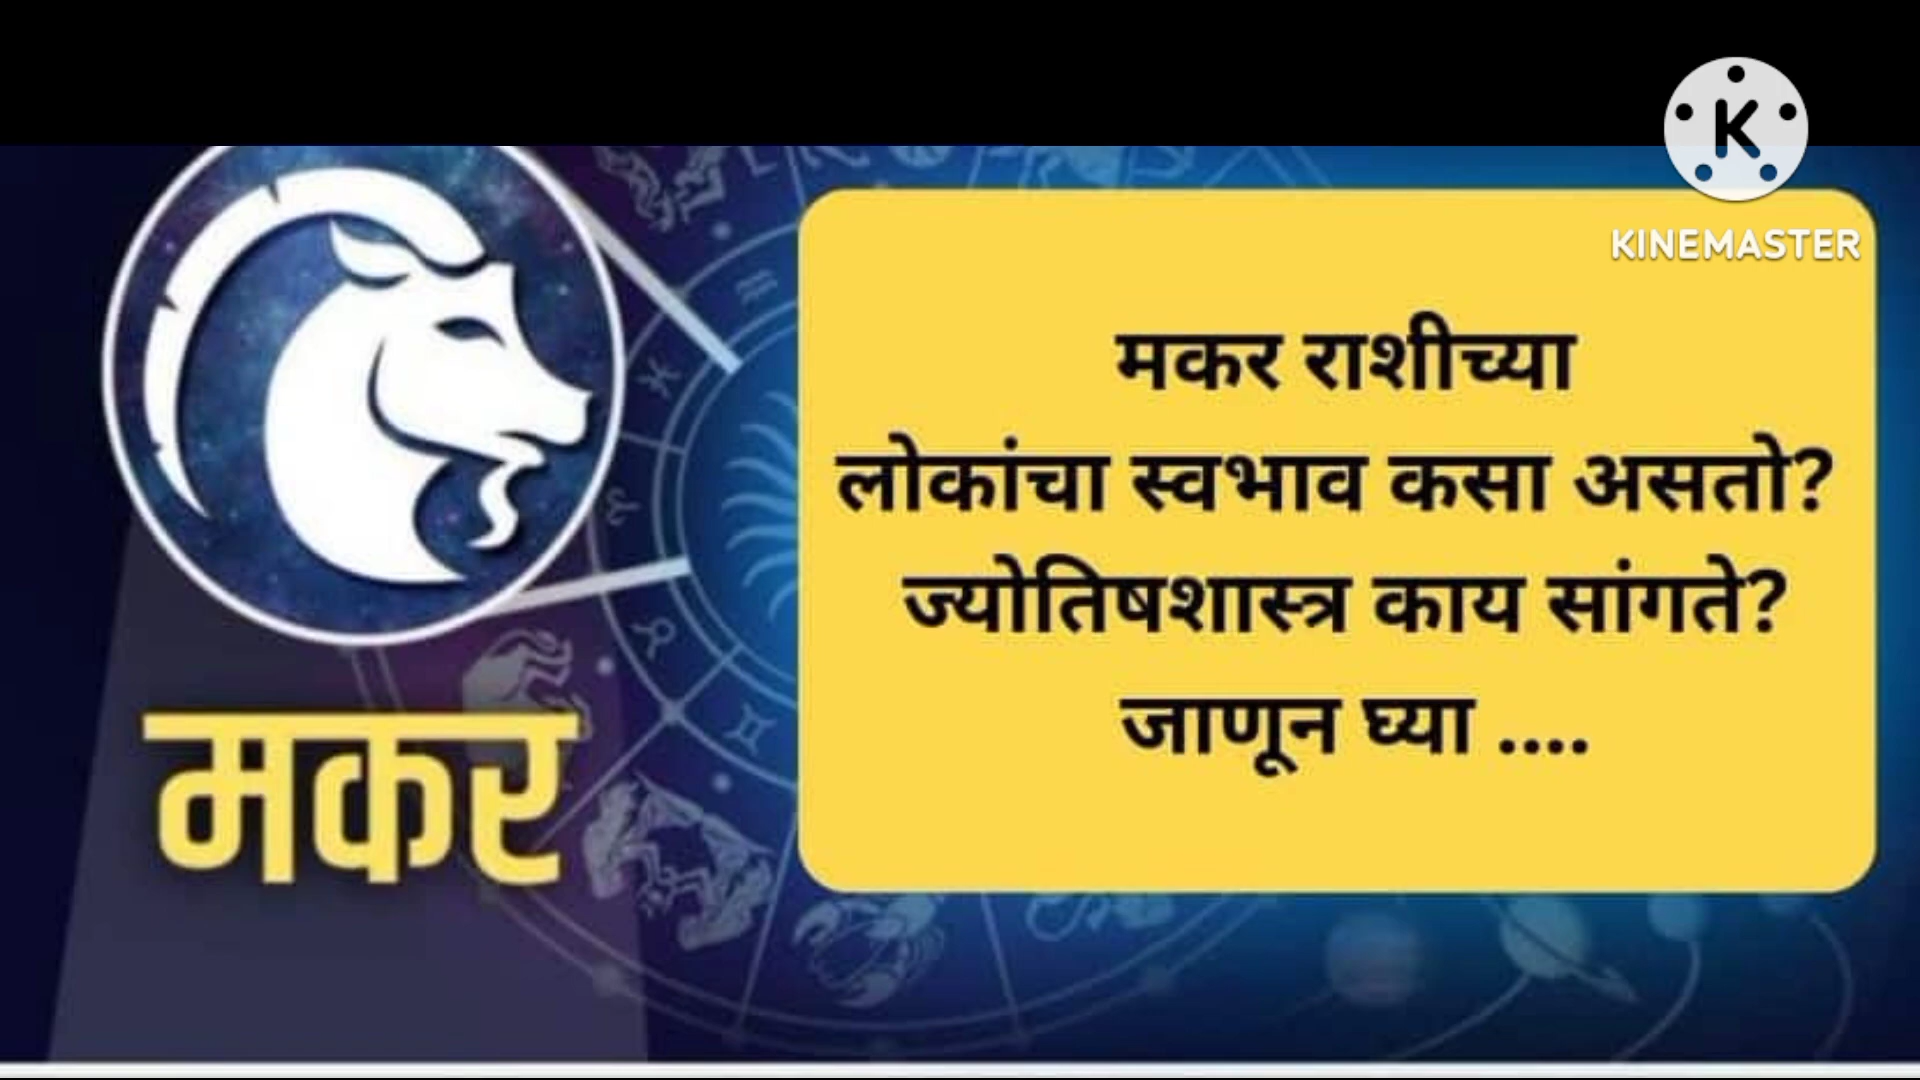 K
KINEMASTER
मकर राशीच्या
लोकांचा स्वभाव कसा असतो?
ज्योतिषशास्त्र काय सांगते?
जाणून घ्या ....
मकर